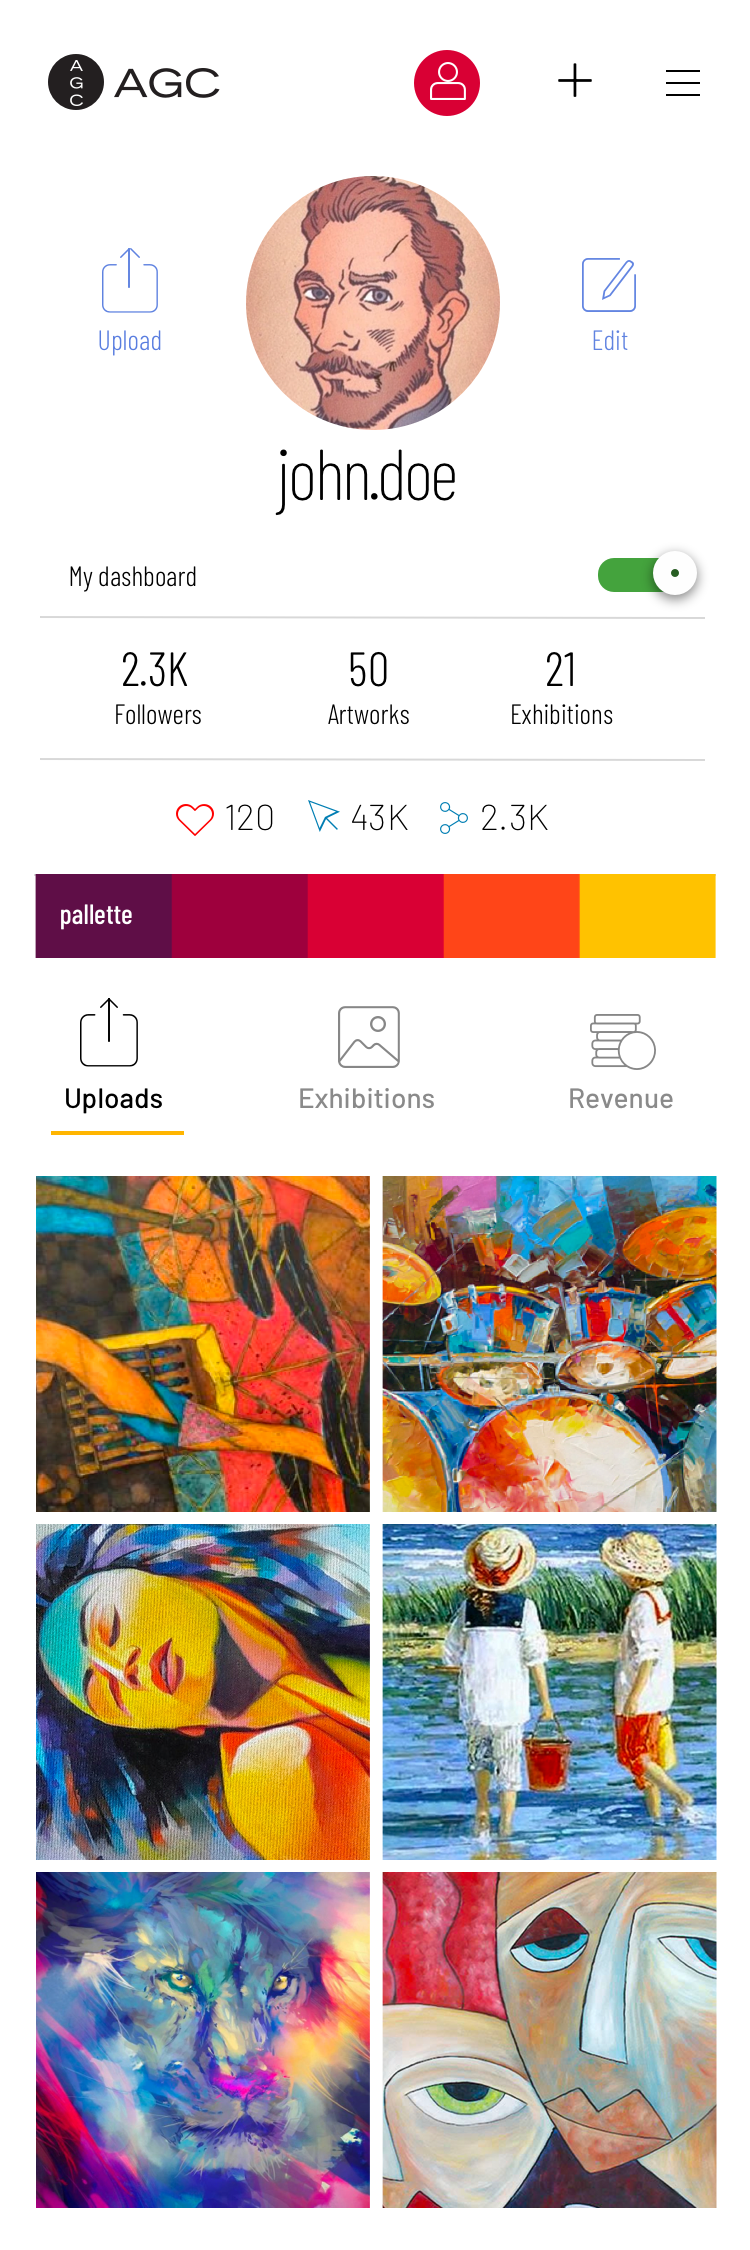 A
G
C
AGC
Upload
Edit
john.doe
My dashboard
2.3K 50 21
Followers Artworks Exhibitions
120 43K 2.3K
pallette
Uploads Exhibitions Revenue